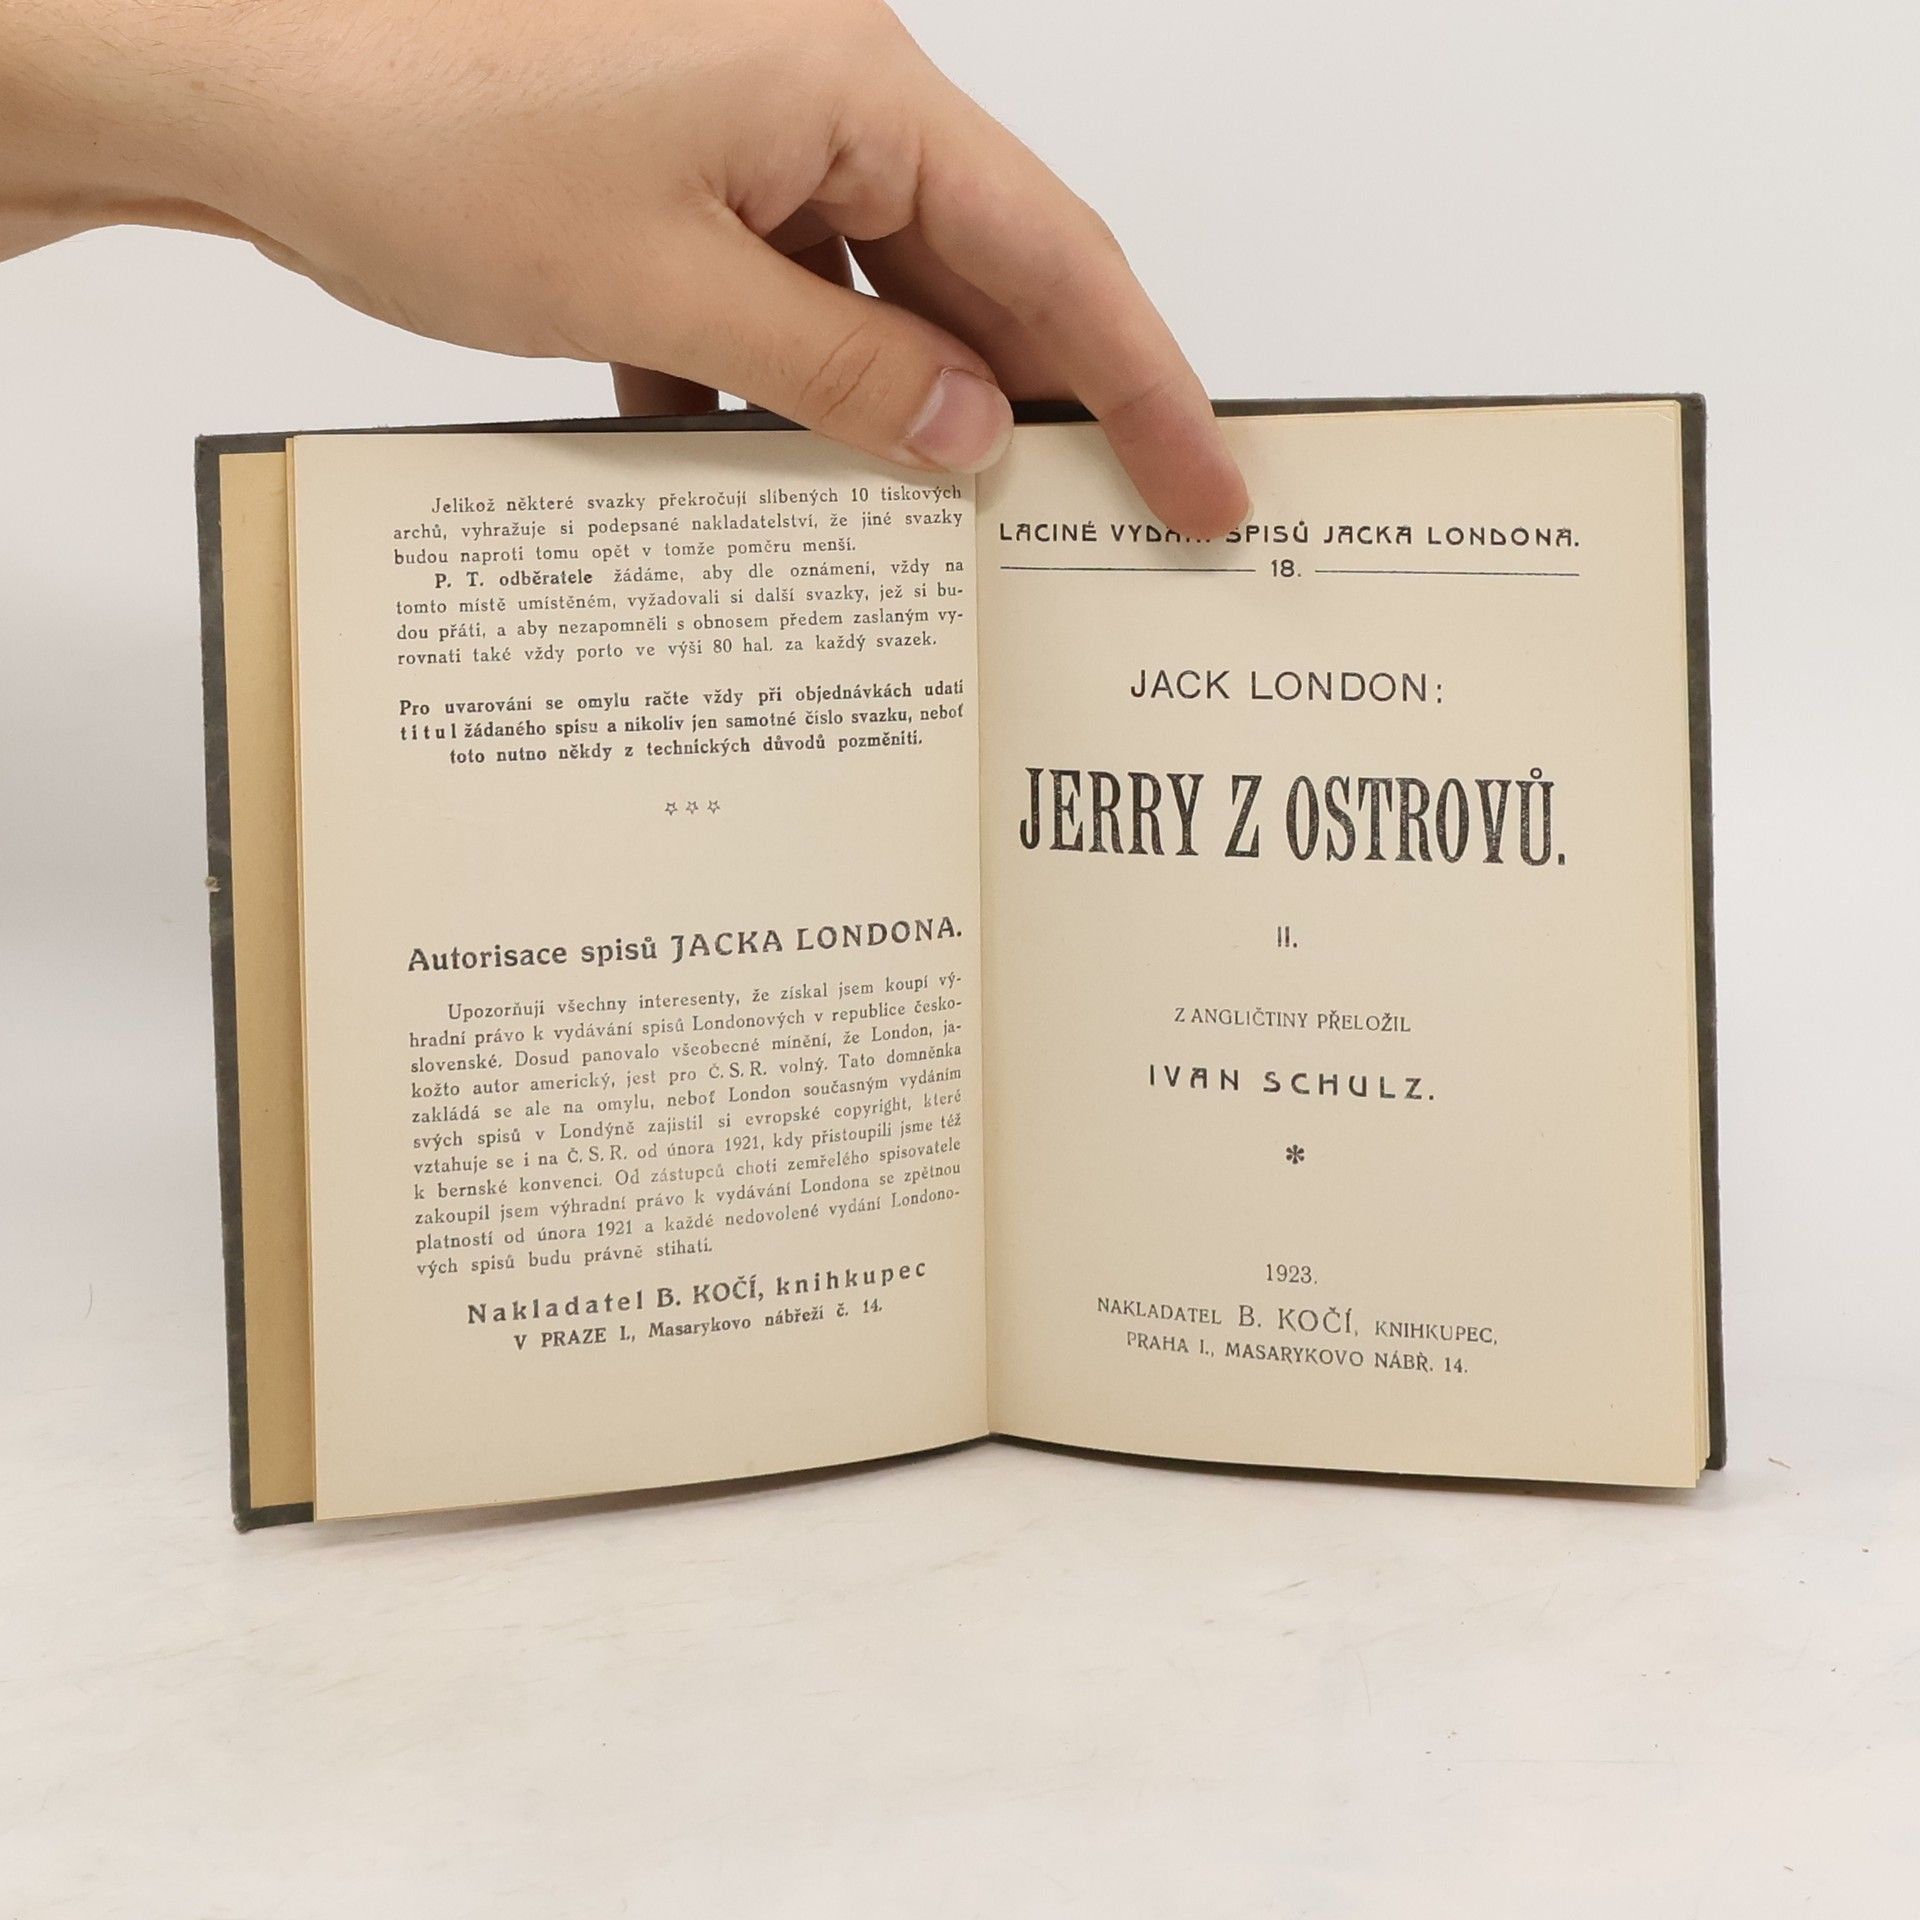 Jelikož některé svazky překročují slíbených 10 tiskových
archů, vyhražuje si podepsané nakladatelství, že jiné svazky
budou naproti tomu opět v tomže poměru menší.
P. T. odběratele žádáme, aby dle oznámení, vždy na
tomto místě umístěném, vyžadovali si další svazky, jež si bu-
dou přáti, a aby nezapomněli s obnosem předem zaslaným vy-
rovnati také vždy porto ve výši 80 hal. za každý svazek.
Pro uvarování se omylu račte vždy při objednávkách udati
titul žádaného spisu a nikoliv jen samotné číslo svazku, neboť
toto nutno někdy z technických důvodů pozměniti.
Autorisace spisů JACKA LONDONA.
Upozorňuji všechny interesenty, že získal jsem koupí vý-
hradní právo k vydávání spisů Londonových v republice česko-
slovenské. Dosud panovalo všeobecné mínění, že London, ja-
kožto autor americký, jest pro Č. S. R. volný. Tato domněnka
zakládá se ale na omylu, neboť London současným vydáním
svých spisů v Londýně zajistil si evropské copyright, které
vztahuje se i na Č. S. R. od února 1921, kdy přistoupili jsme též
k bernské konvenci. Od zástupců choti zemřelého spisovatele
zakoupil jsem výhradní právo k vydávání Londona se zpětnou
platností od února 1921 a každé nedovolené vydání Londono-
vých spisů budu právně stihati.
Nakladatel B. KOČÍ, knihkupec
V PRAZE I., Masarykovo nábřeží č. 14.
LACINÉ SPISŮ JACKA LONDONA.
18.
JACK LONDON:
JERRY Z OSTROVŮ.
II.
Z ANGLIČTINY PŘELOŽIL
IVAN SCHULZ.
*
1923.
NAKLADATEL B. KOČÍ, KNIHKUPEC,
PRAHA I., MASARYKOVO NÁBŘ. 14.